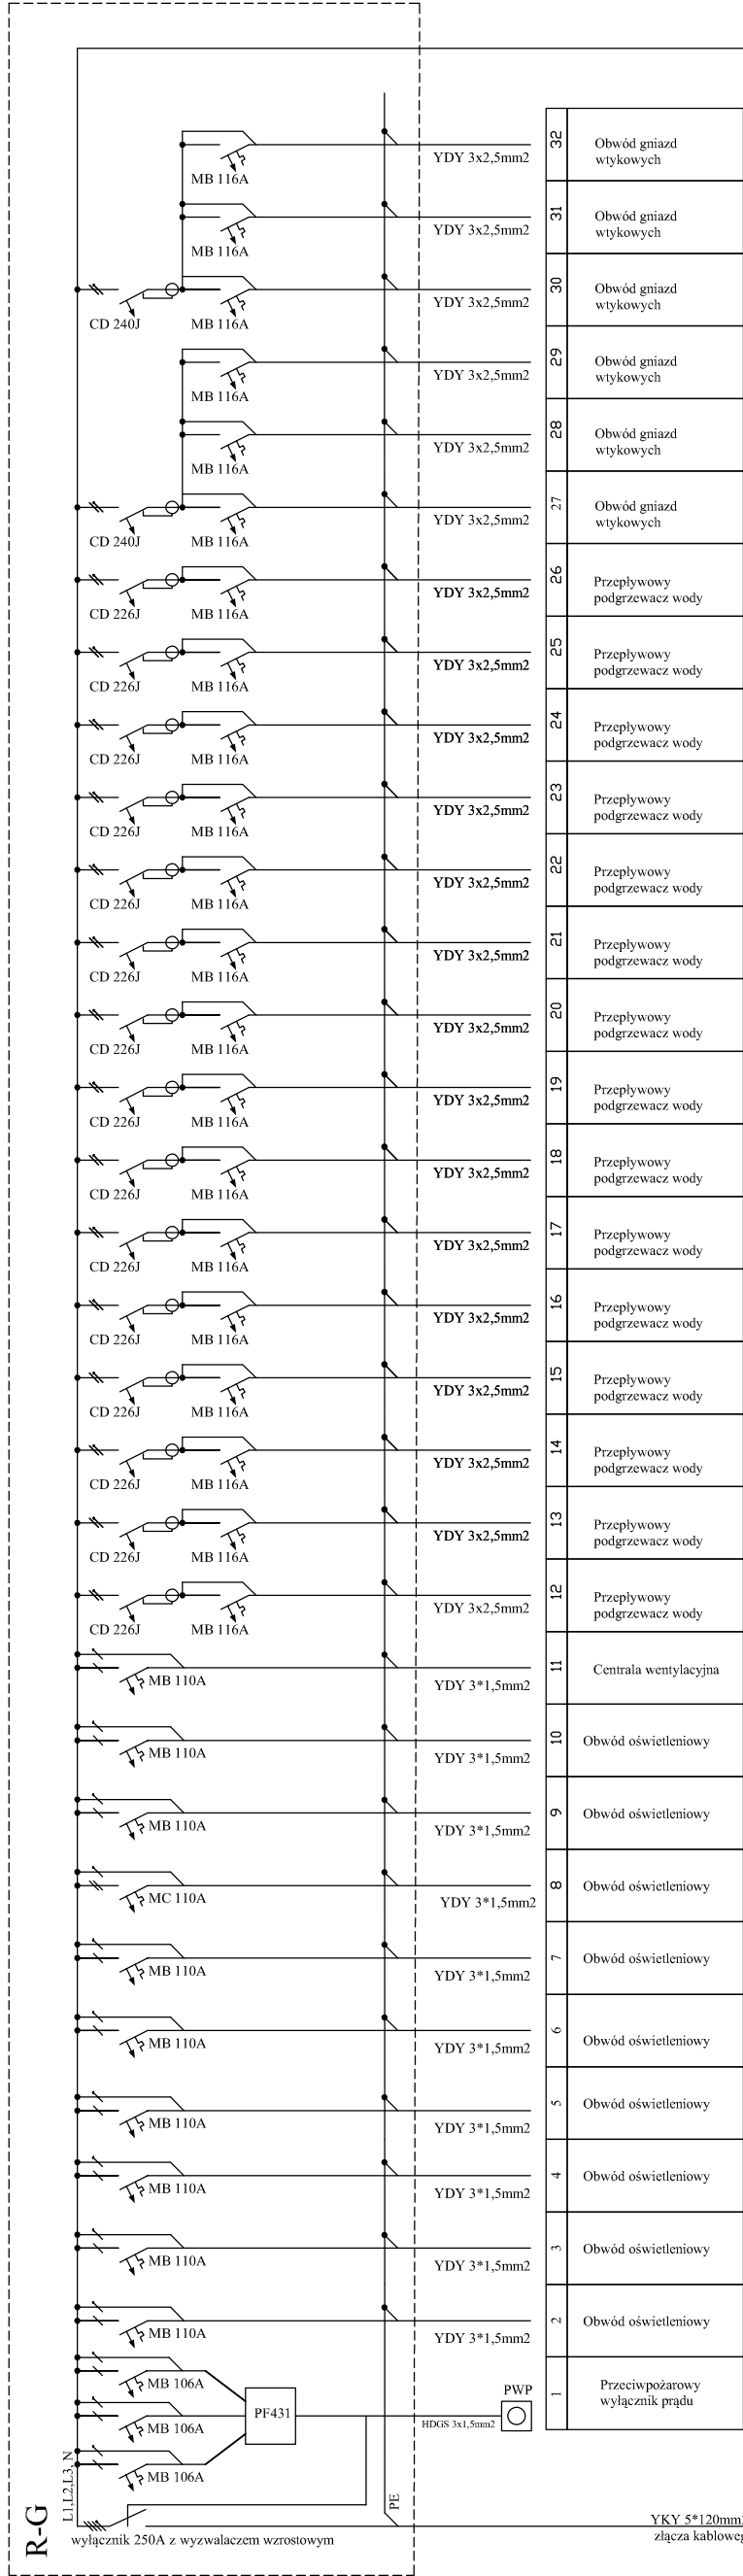 MB 116A
YDY 3x2,5mm2
32
Obwód gniazd
wtykowych
MB 116A
YDY 3x2,5mm2
31
Obwód gniazd
wtykowych
CD 240J
MB 116A
YDY 3x2,5mm2
30
Obwód gniazd
wtykowych
MB 116A
YDY 3x2,5mm2
29
Obwód gniazd
wtykowych
MB 116A
YDY 3x2,5mm2
28
Obwód gniazd
wtykowych
CD 240J
MB 116A
YDY 3x2,5mm2
27
Obwód gniazd
wtykowych
CD 226J
MB 116A
YDY 3x2,5mm2
26
Przepływowy
podgrzewacz wody
CD 226J
MB 116A
YDY 3x2,5mm2
25
Przepływowy
podgrzewacz wody
CD 226J
MB 116A
YDY 3x2,5mm2
24
Przepływowy
podgrzewacz wody
CD 226J
MB 116A
YDY 3x2,5mm2
23
Przepływowy
podgrzewacz wody
CD 226J
MB 116A
YDY 3x2,5mm2
22
Przepływowy
podgrzewacz wody
CD 226J
MB 116A
YDY 3x2,5mm2
21
Przepływowy
podgrzewacz wody
CD 226J
MB 116A
YDY 3x2,5mm2
20
Przepływowy
podgrzewacz wody
CD 226J
MB 116A
YDY 3x2,5mm2
19
Przepływowy
podgrzewacz wody
CD 226J
MB 116A
YDY 3x2,5mm2
18
Przepływowy
podgrzewacz wody
CD 226J
MB 116A
YDY 3x2,5mm2
17
Przepływowy
podgrzewacz wody
CD 226J
MB 116A
YDY 3x2,5mm2
16
Przepływowy
podgrzewacz wody
CD 226J
MB 116A
YDY 3x2,5mm2
15
Przepływowy
podgrzewacz wody
CD 226J
MB 116A
YDY 3x2,5mm2
14
Przepływowy
podgrzewacz wody
CD 226J
MB 116A
YDY 3x2,5mm2
13
Przepływowy
podgrzewacz wody
CD 226J
MB 116A
YDY 3x2,5mm2
12
Przepływowy
podgrzewacz wody
MB 110A
YDY 3*1,5mm2
11
Centrala wentylacyjna
MB 110A
YDY 3*1,5mm2
10
Obwód oświetleniowy
MB 110A
YDY 3*1,5mm2
9
Obwód oświetleniowy
MC 110A
YDY 3*1,5mm2
8
Obwód oświetleniowy
MB 110A
YDY 3*1,5mm2
7
Obwód oświetleniowy
MB 110A
YDY 3*1,5mm2
6
Obwód oświetleniowy
MB 110A
YDY 3*1,5mm2
5
Obwód oświetleniowy
MB 110A
YDY 3*1,5mm2
4
Obwód oświetleniowy
MB 110A
YDY 3*1,5mm2
3
Obwód oświetleniowy
MB 110A
YDY 3*1,5mm2
2
Obwód oświetleniowy
MB 106A
MB 106A
MB 106A
PF431
HDGS 3x1,5mm2
PWP
1
Przeciwpożarowy
wyłącznik prądu
R-G
L1,L2,L3, N
PE
wyłącznik 250A z wyzwalaczem wzrostowym
YKY 5*120mm
złącza kabloweg